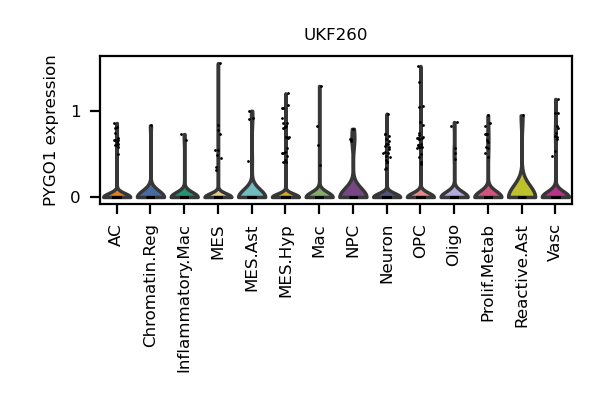 UKF260
PYGO1 expression
1
0
AC
Chromatin.Reg
Inflammatory.Mac
MES
MES.Ast
MES.Hyp
Mac
NPC
Neuron
OPC
Oligo
Prolif.Metab
Reactive.Ast
Vasc